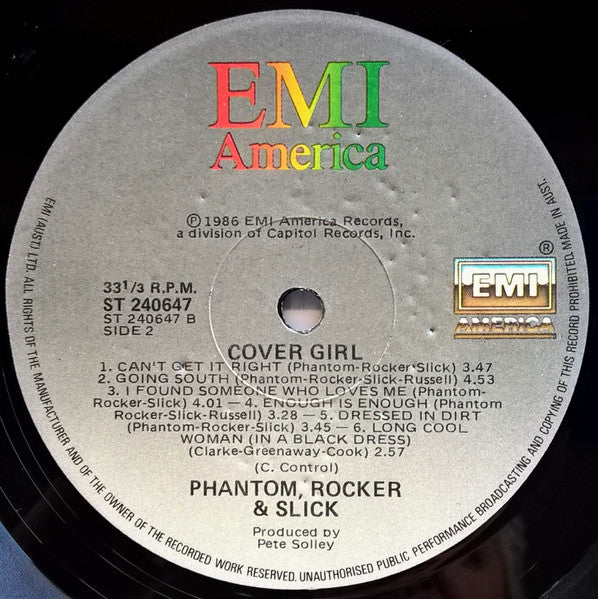 EMI
America
℗ 1986 EMI America Records,
a division of Capitol Records, Inc.
33 1/3 R.P.M.
ST 240647
ST 240647 B
SIDE 2
®
EMI
AMERICA
COVER GIRL
1. CAN'T GET IT RIGHT (Phantom-Rocker-Slick) 3.47
2. GOING SOUTH (Phantom-Rocker-Slick-Russell) 4.53
3. I FOUND SOMEONE WHO LOVES ME (Phantom-
Rocker-Slick) 4.01 — 4. ENOUGH IS ENOUGH (Phantom
Rocker-Slick-Russell) 3.28 — 5. DRESSED IN DIRT
(Phantom-Rocker-Slick) 3.45 — 6. LONG COOL
WOMAN (IN A BLACK DRESS)
(Clarke-Greenaway-Cook) 2.57
(C. Control)
PHANTOM, ROCKER
& SLICK
Produced by
Pete Solley
EMI (AUST.) LTD. ALL RIGHTS OF THE MANUFACTURER AND OF THE OWNER OF THE RECORDED WORK RESERVED. UNAUTHORISED PUBLIC PERFORMANCE BROADCASTING AND COPYING OF THIS RECORD PROHIBITED. MADE IN AUST.